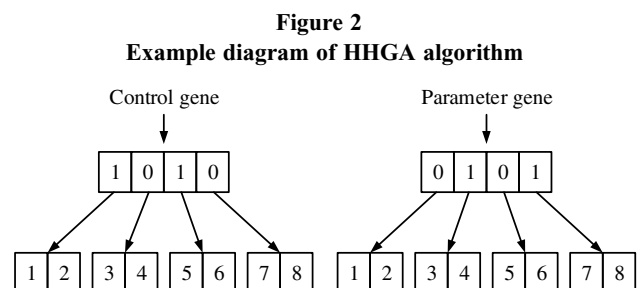 Figure 2
Example diagram of HHGA algorithm
Control gene Parameter gene
1 0 1 0 0 1 0 1
1 2 3 4 5 6 7 8 1 2 3 4 5 6 7 8